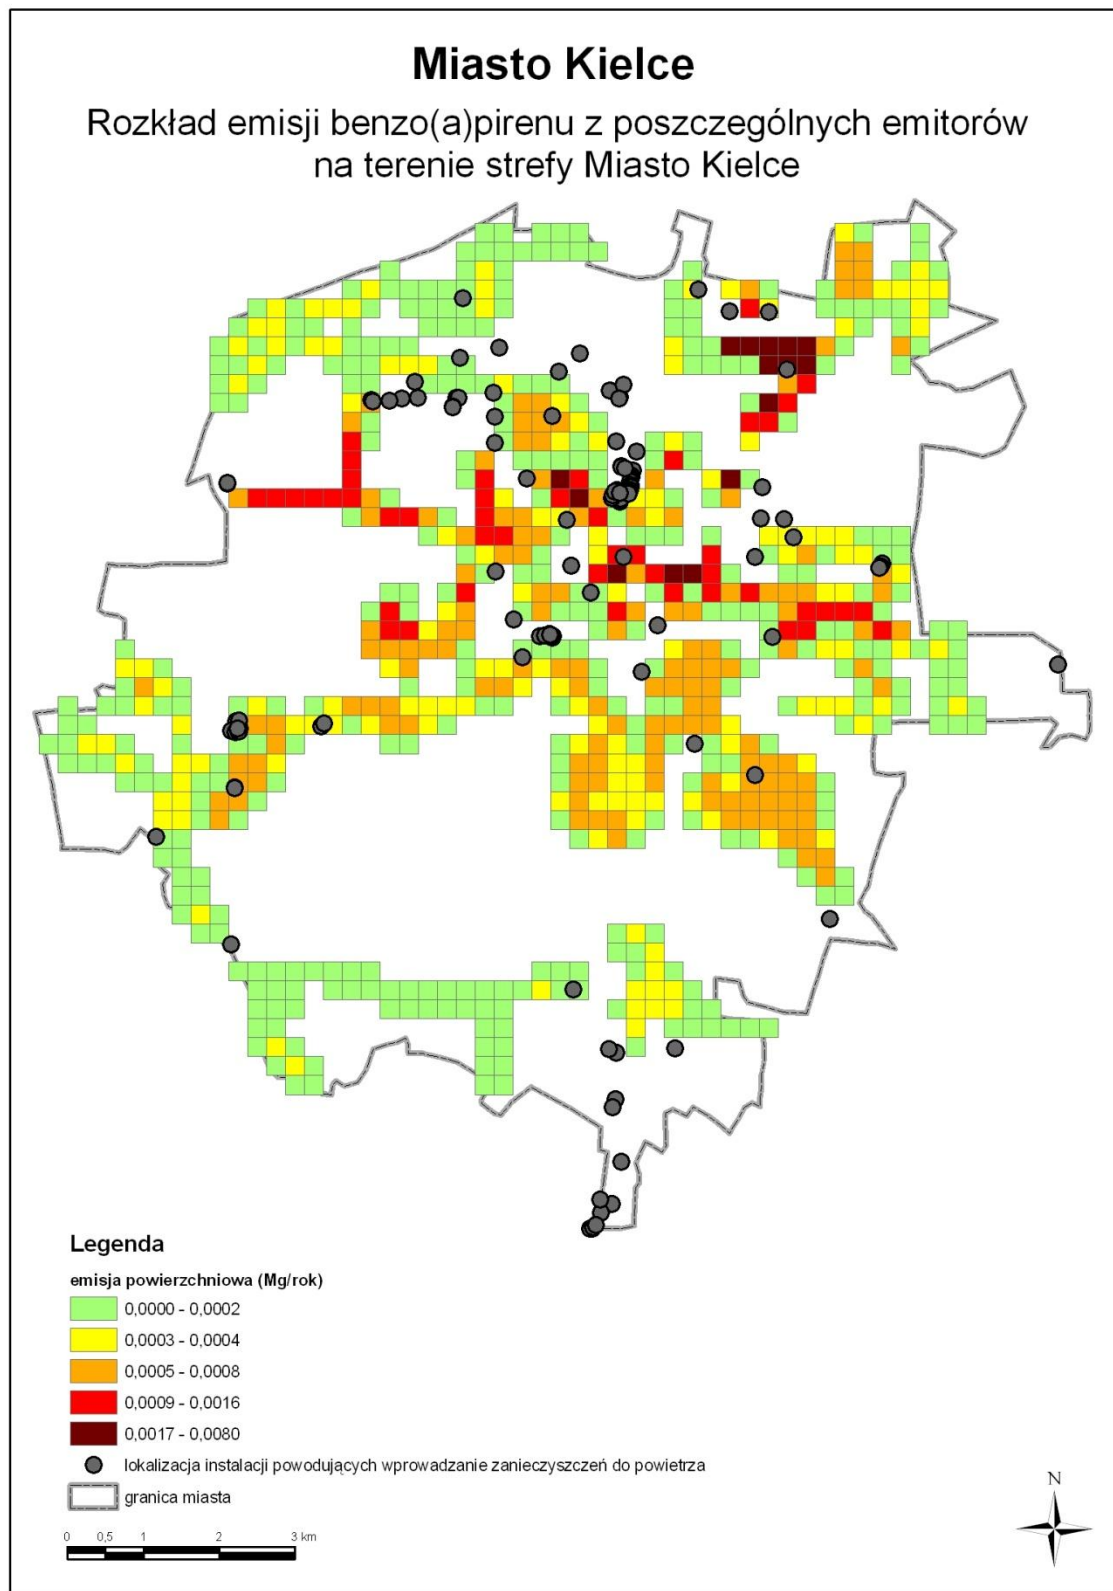 Miasto Kielce
Rozkład emisji benzo(a)pirenu z poszczególnych emitorów
na terenie strefy Miasto Kielce
Legenda
emisja powierzchniowa (Mg/rok)
0,0000 - 0,0002
0,0003 - 0,0004
0,0005 - 0,0008
0,0009 - 0,0016
0,0017 - 0,0080
lokalizacja instalacji powodujących wprowadzanie zanieczyszczeń do powietrza
granica miasta
0 0,5 1 2 3 km
N